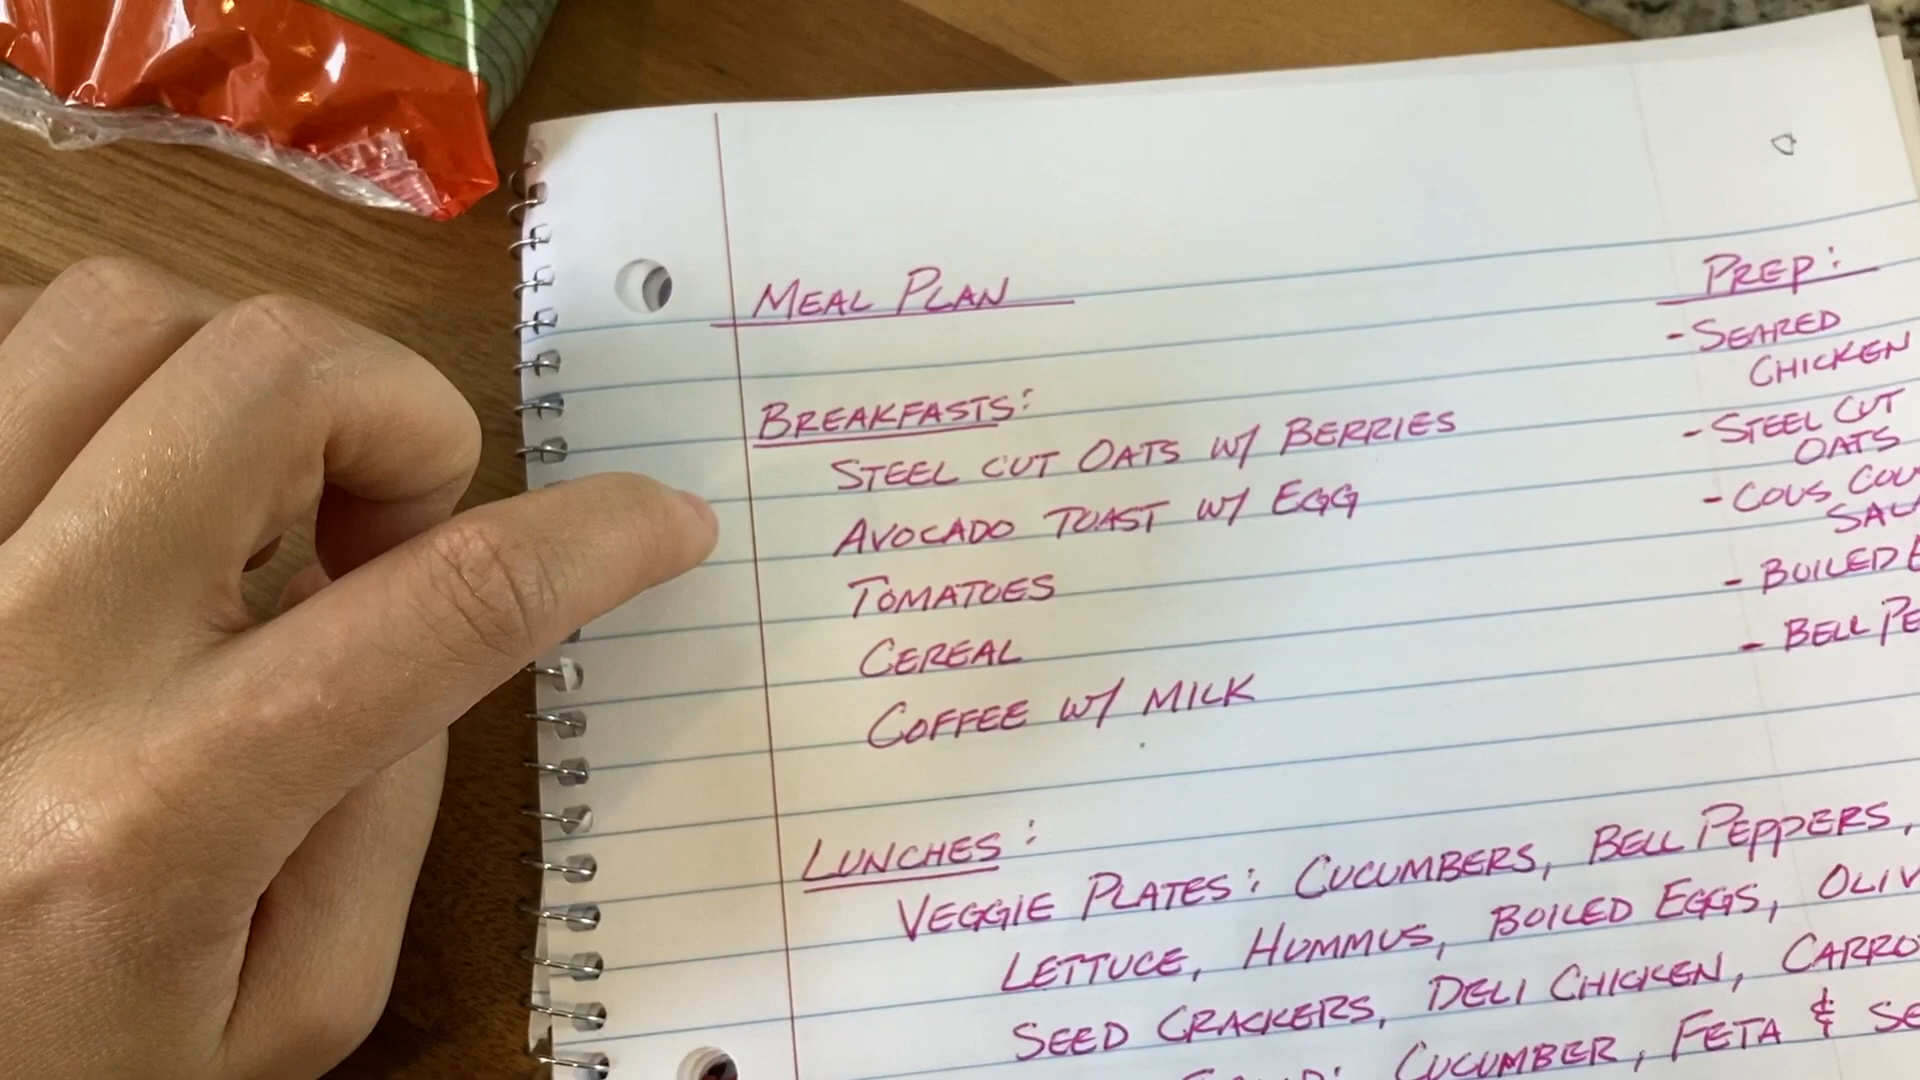 MEAL PLAN
BREAKFASTS:
STEEL CUT OATS W/ BERRIES
AVOCADO TOAST W/ EGG
TOMATOES
CEREAL
COFFEE W/ MILK
LUNCHES:
VEGGIE PLATES: CUCUMBERS, BELL PEPPERS,
LETTUCE, HUMMUS, BOILED EGGS,
SEED CRACKERS, DELI CHICKEN,
CUCUMBER, FETA &
PREP:
- SEARED
CHICKEN
- STEEL CUT
OATS
- COUS
- BOILED
- BELL